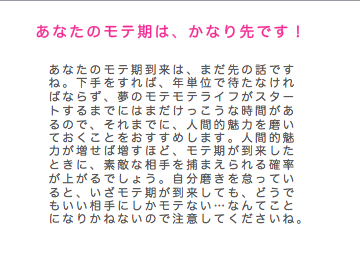 あなたのモテ期は、かなり先です！
あなたのモテ期到来は、まだ先の話です
ね。下手をすれば、年単位で待たなけれ
ばならず、夢のモテモテライフがスター
トするまでにはまだけっこうな時間があ
るので、それまでに、人間的魅力を磨い
ておくことをおすすめします。人間的魅
力が増せば増すほど、モテ期が到来した
ときに、素敵な相手を捕まえられる確率
が上がるでしょう。自分磨きを怠ってい
ると、いざモテ期が到来しても、どうで
もいい相手にしかモテない…なんてこと
になりかねないので注意してくださいね。